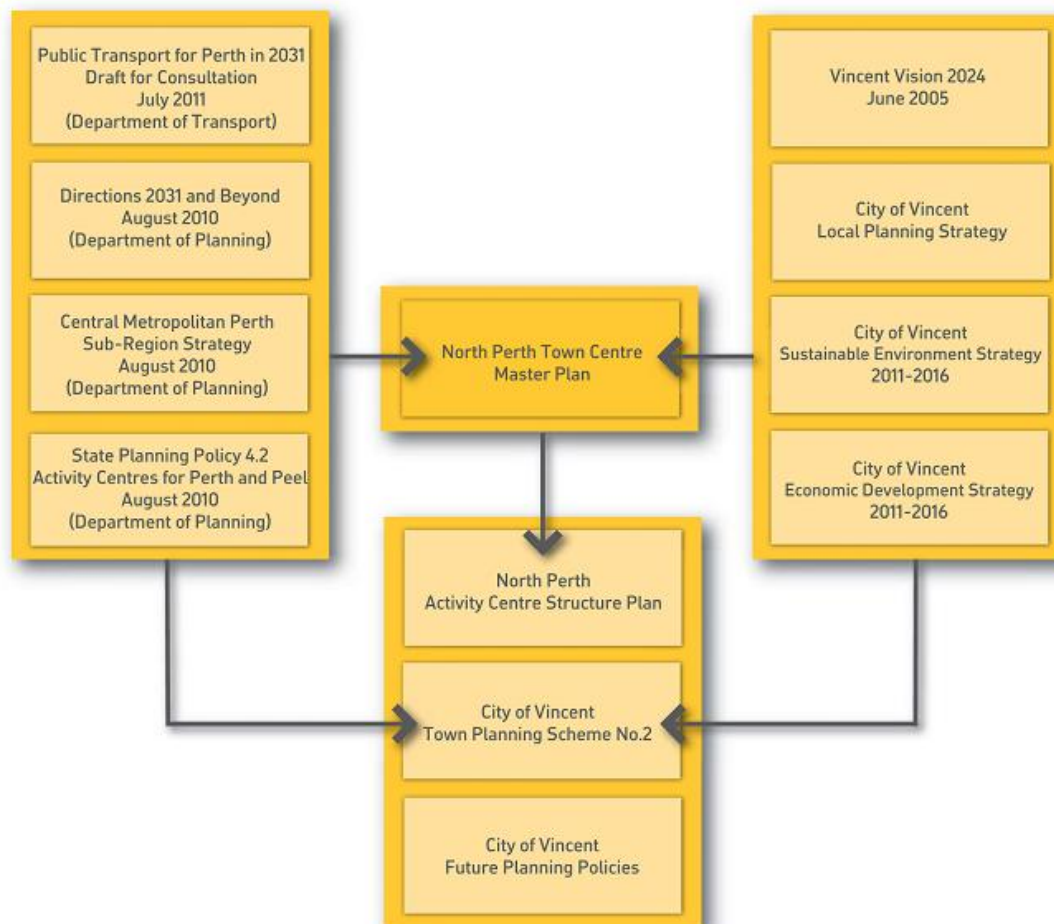 Public Transport for Perth in 2031
Draft for Consultation
July 2011
(Department of Transport)
Directions 2031 and Beyond
August 2010
(Department of Planning)
Central Metropolitan Perth
Sub-Region Strategy
August 2010
(Department of Planning)
State Planning Policy 4.2
Activity Centres for Perth and Peel
August 2010
(Department of Planning)
North Perth Town Centre
Master Plan
North Perth
Activity Centre Structure Plan
City of Vincent
Town Planning Scheme No.2
City of Vincent
Future Planning Policies
Vincent Vision 2024
June 2005
City of Vincent
Local Planning Strategy
City of Vincent
Sustainable Environment Strategy
2011-2016
City of Vincent
Economic Development Strategy
2011-2016